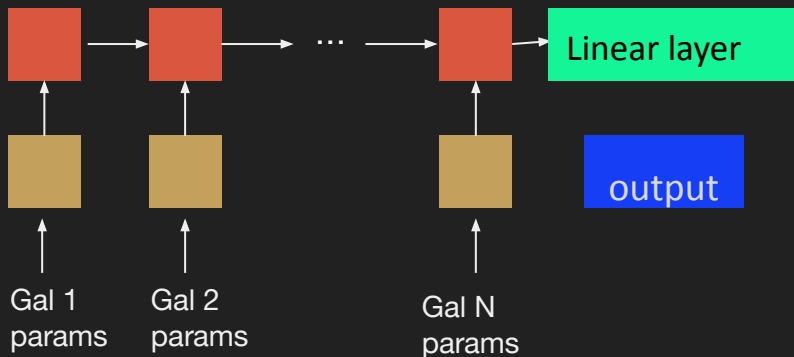 ...
Linear layer
output
Gal 1
params
Gal 2
params
Gal N
params